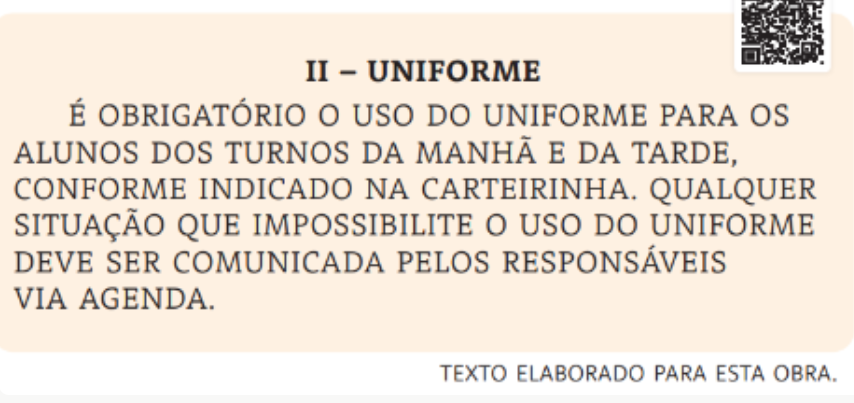 II – UNIFORME
É OBRIGATÓRIO O USO DO UNIFORME PARA OS
ALUNOS DOS TURNOS DA MANHÃ E DA TARDE,
CONFORME INDICADO NA CARTEIRINHA. QUALQUER
SITUAÇÃO QUE IMPOSSIBILITE O USO DO UNIFORME
DEVE SER COMUNICADA PELOS RESPONSÁVEIS
VIA AGENDA.
TEXTO ELABORADO PARA ESTA OBRA.